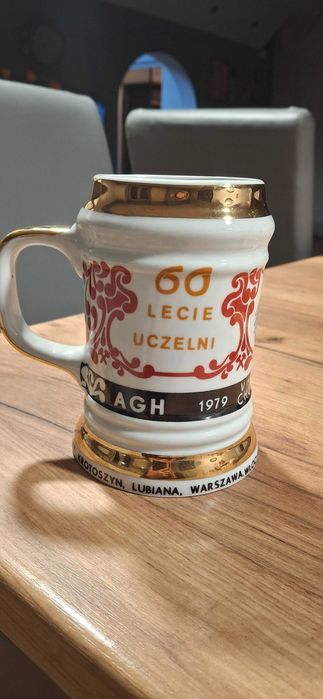 60
LECIE
UCZELNI
AGH 1979
KROTOSZYN, LUBIANA, WARSZAWA,